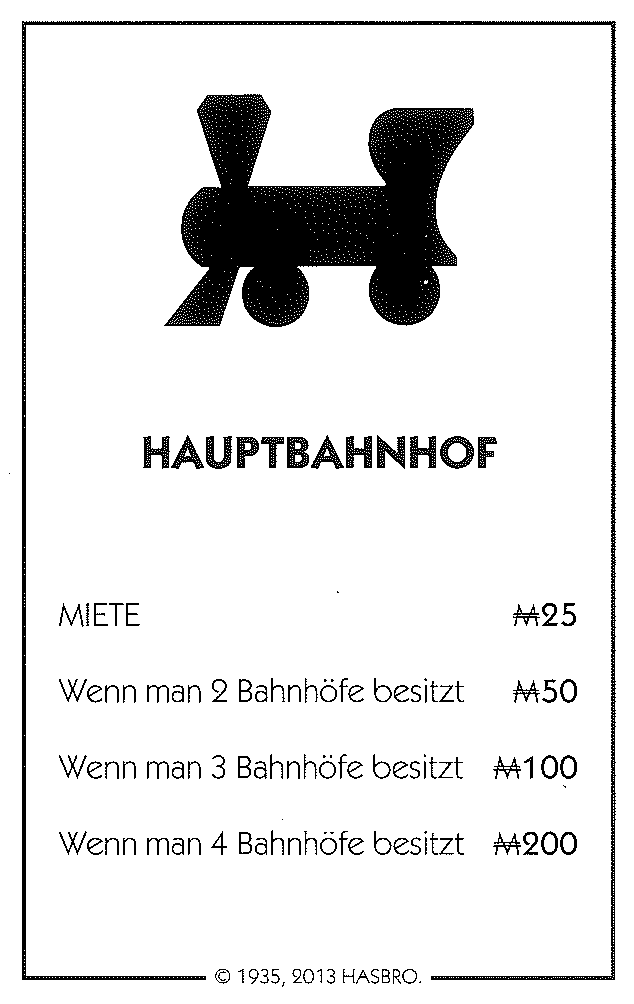 HAUPTBAHNHOF
MIETE ₩25
Wenn man 2 Bahnhöfe besitzt ₩50
Wenn man 3 Bahnhöfe besitzt ₩100
Wenn man 4 Bahnhöfe besitzt ₩200
© 1935, 2013 HASBRO.